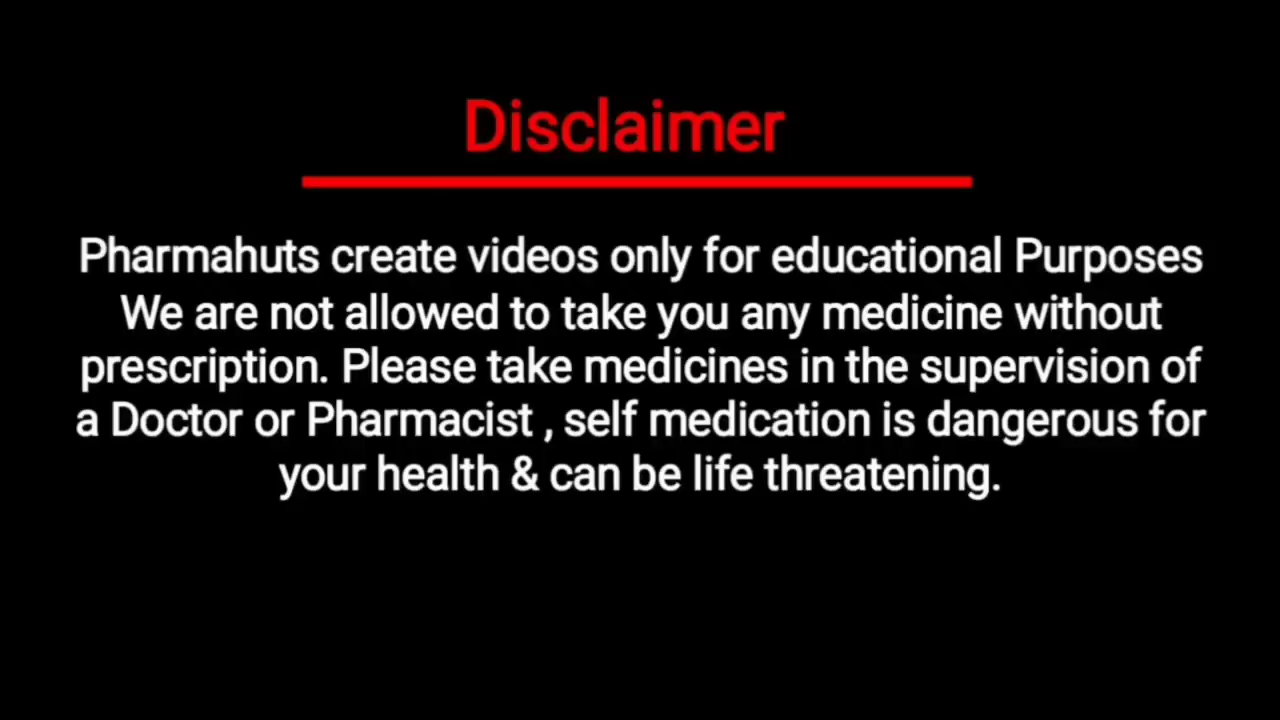 Disclaimer
Pharmahuts create videos only for educational Purposes
We are not allowed to take you any medicine without
prescription. Please take medicines in the supervision of
a Doctor or Pharmacist , self medication is dangerous for
your health & can be life threatening.